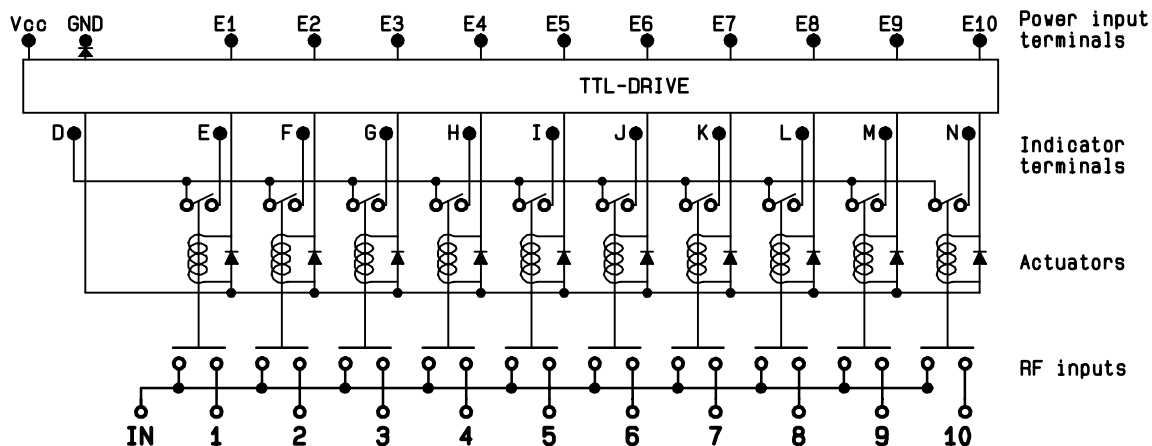 Vcc GND E1 E2 E3 E4 E5 E6 E7 E8 E9 E10
Power input
terminals
TTL-DRIVE
D E F G H I J K L M N
Indicator
terminals
Actuators
RF inputs
IN 1 2 3 4 5 6 7 8 9 10